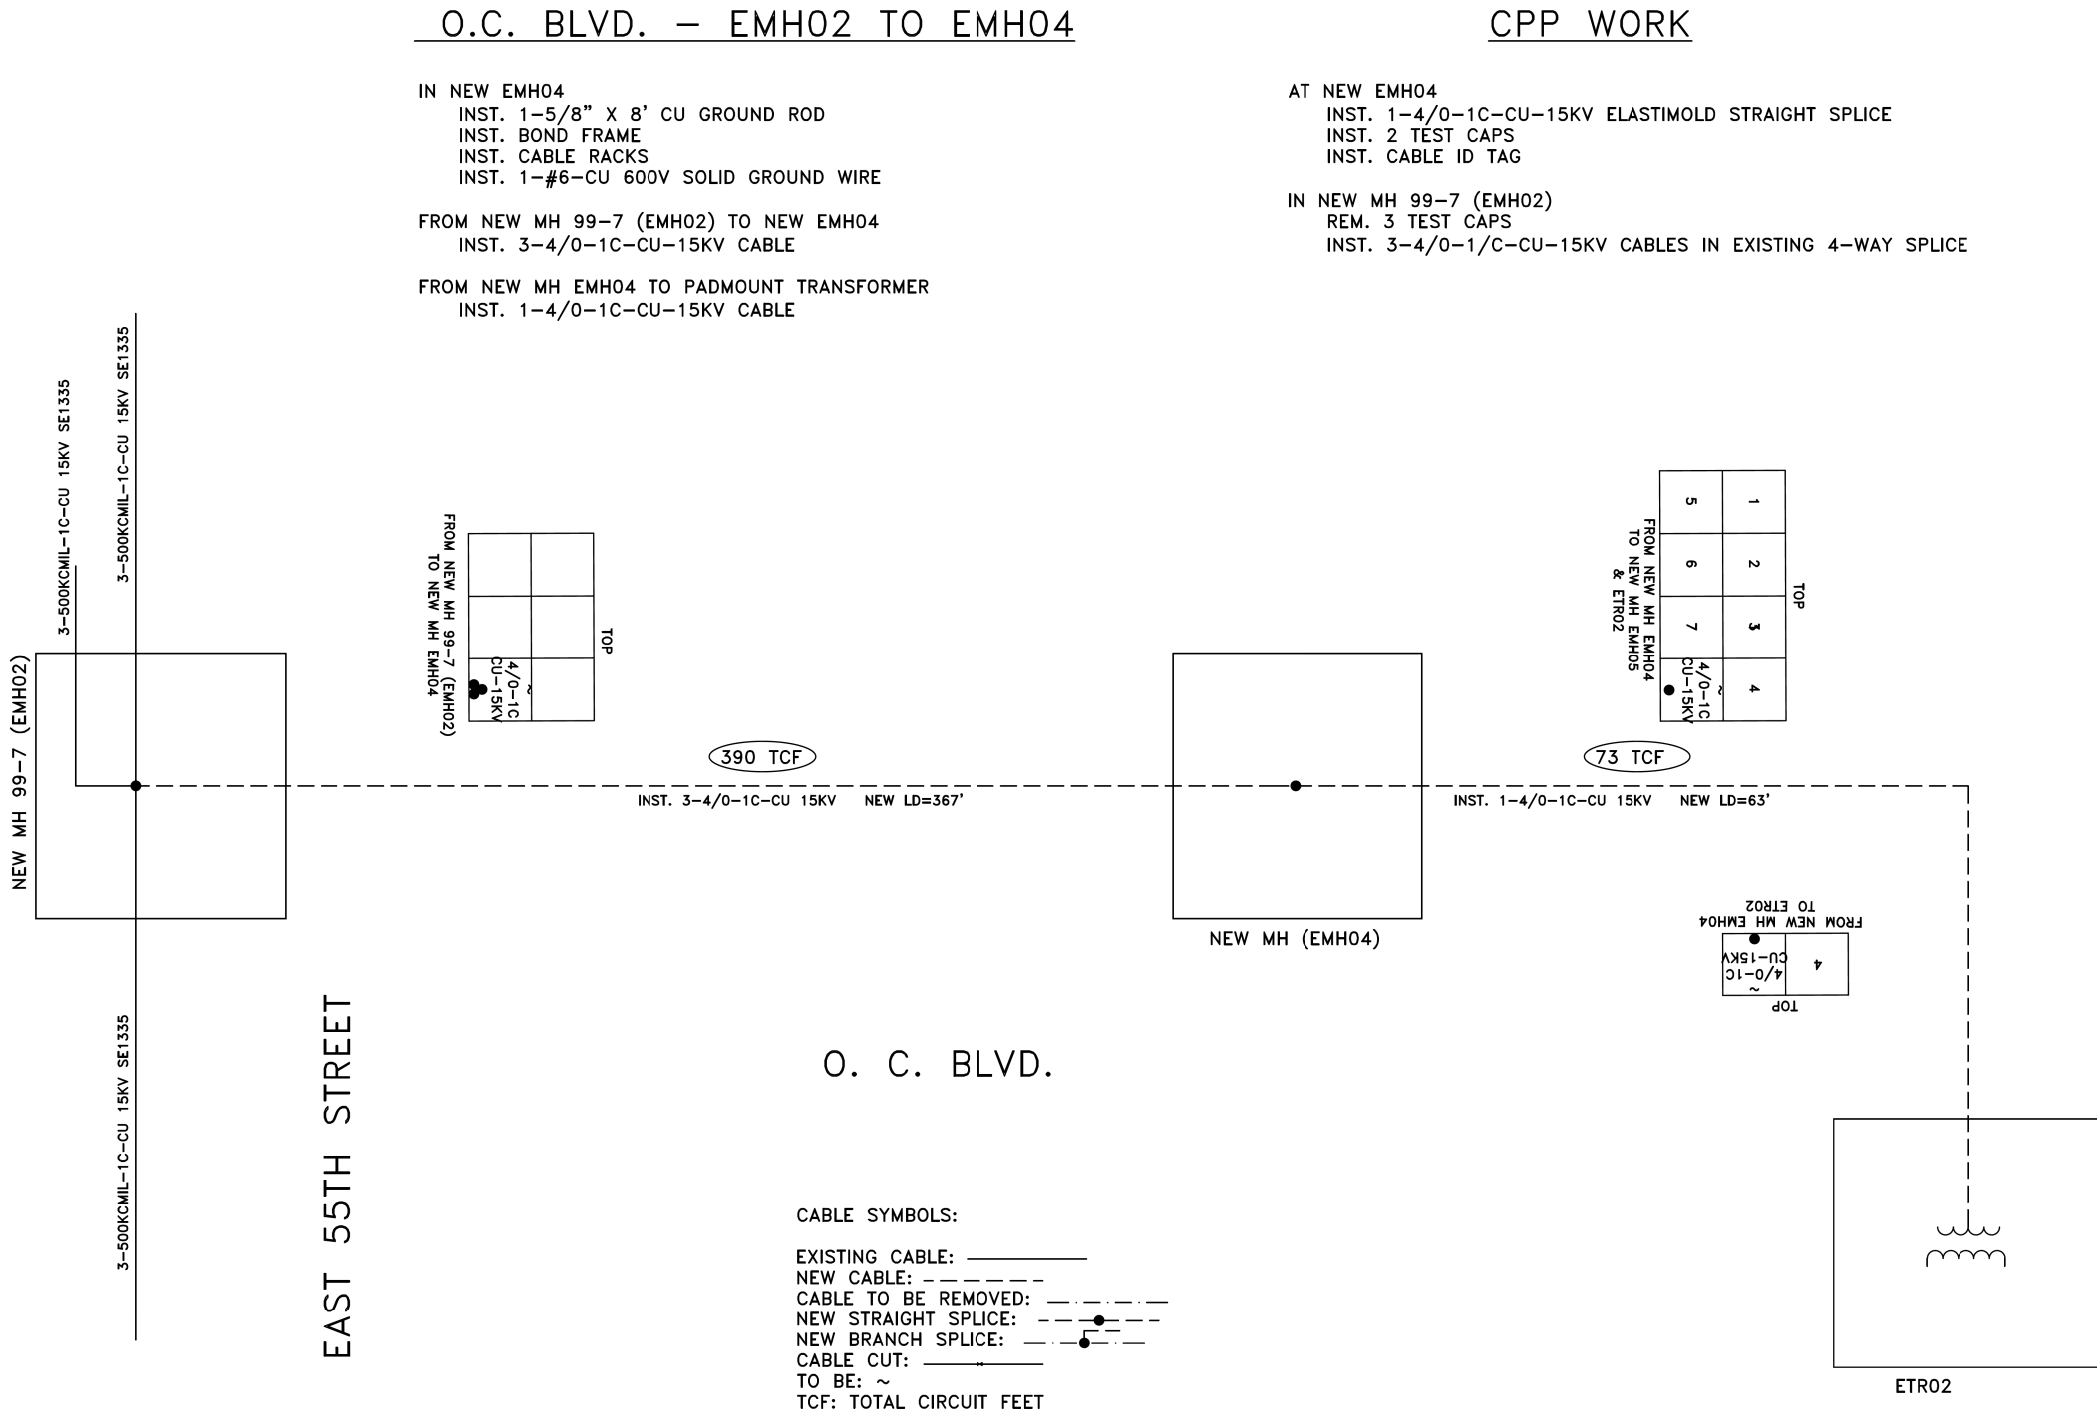 O.C. BLVD. – EMH02 TO EMH04
IN NEW EMH04
INST. 1–5/8" X 8' CU GROUND ROD
INST. BOND FRAME
INST. CABLE RACKS
INST. 1–#6–CU 600V SOLID GROUND WIRE
FROM NEW MH 99–7 (EMH02) TO NEW EMH04
INST. 3–4/0–1C–CU–15KV CABLE
FROM NEW MH EMH04 TO PADMOUNT TRANSFORMER
INST. 1–4/0–1C–CU–15KV CABLE
CPP WORK
AT NEW EMH04
INST. 1–4/0–1C–CU–15KV ELASTIMOLD STRAIGHT SPLICE
INST. 2 TEST CAPS
INST. CABLE ID TAG
IN NEW MH 99–7 (EMH02)
REM. 3 TEST CAPS
INST. 3–4/0–1/C–CU–15KV CABLES IN EXISTING 4–WAY SPLICE
3–500KCMIL–1C–CU 15KV SE1335
3–500KCMIL–1C–CU 15KV SE1335
NEW MH 99–7 (EMH02)
3–500KCMIL–1C–CU 15KV SE1335
EAST 55TH STREET
FROM NEW MH 99–7 (EMH02)
TO NEW MH EMH04
~
4/0–1C
CU–15KV
TOP
390 TCF
INST. 3–4/0–1C–CU 15KV NEW LD=367'
NEW MH (EMH04)
FROM NEW MH EMH04
TO NEW MH EMH05
& ETR02
1
2
3
4
5
6
7
~
4/0–1C
CU–15KV
TOP
73 TCF
INST. 1–4/0–1C–CU 15KV NEW LD=63'
FROM NEW MH EMH04
TO ETR02
4
~
4/0–1C
CU–15KV
TOP
O. C. BLVD.
ETR02
CABLE SYMBOLS:
EXISTING CABLE:
NEW CABLE:
CABLE TO BE REMOVED:
NEW STRAIGHT SPLICE:
NEW BRANCH SPLICE:
CABLE CUT:
TO BE: ~
TCF: TOTAL CIRCUIT FEET